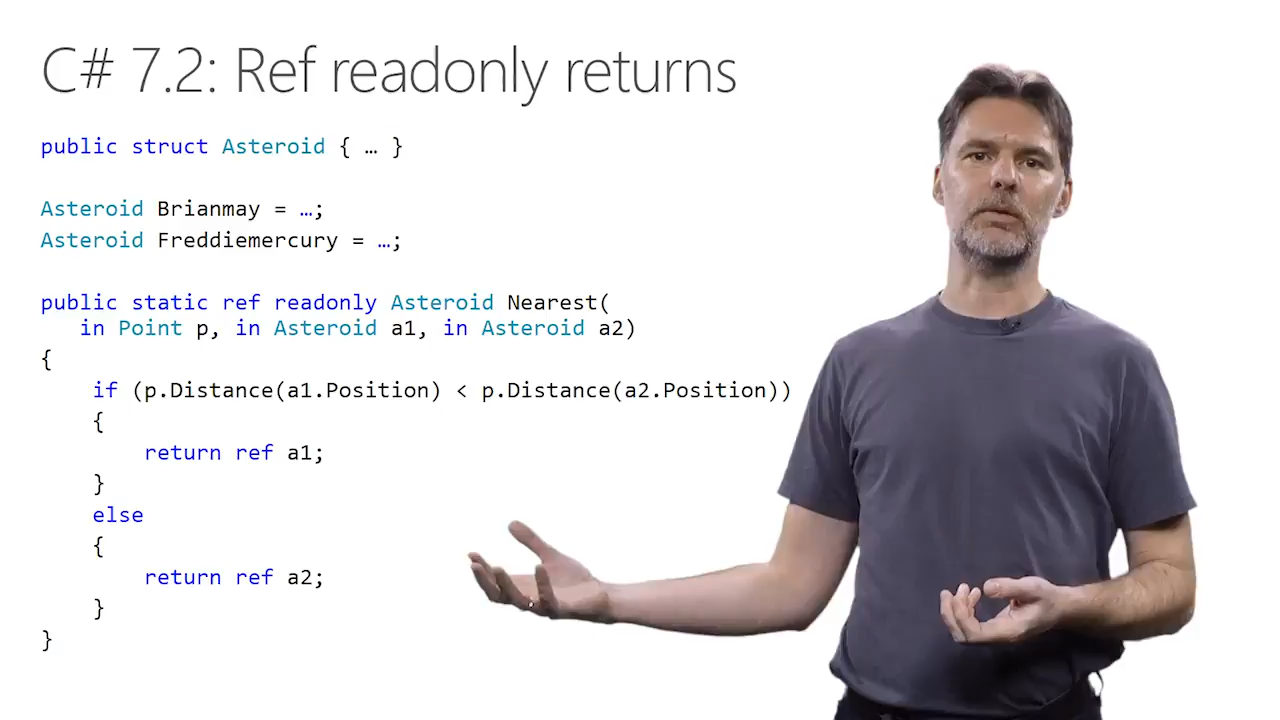 C# 7.2: Ref readonly returns
public struct Asteroid { … }
Asteroid Brianmay = …;
Asteroid Freddiemercury = …;
public static ref readonly Asteroid Nearest(
in Point p, in Asteroid a1, in Asteroid a2)
{
if (p.Distance(a1.Position) < p.Distance(a2.Position))
{
return ref a1;
}
else
{
return ref a2;
}
}